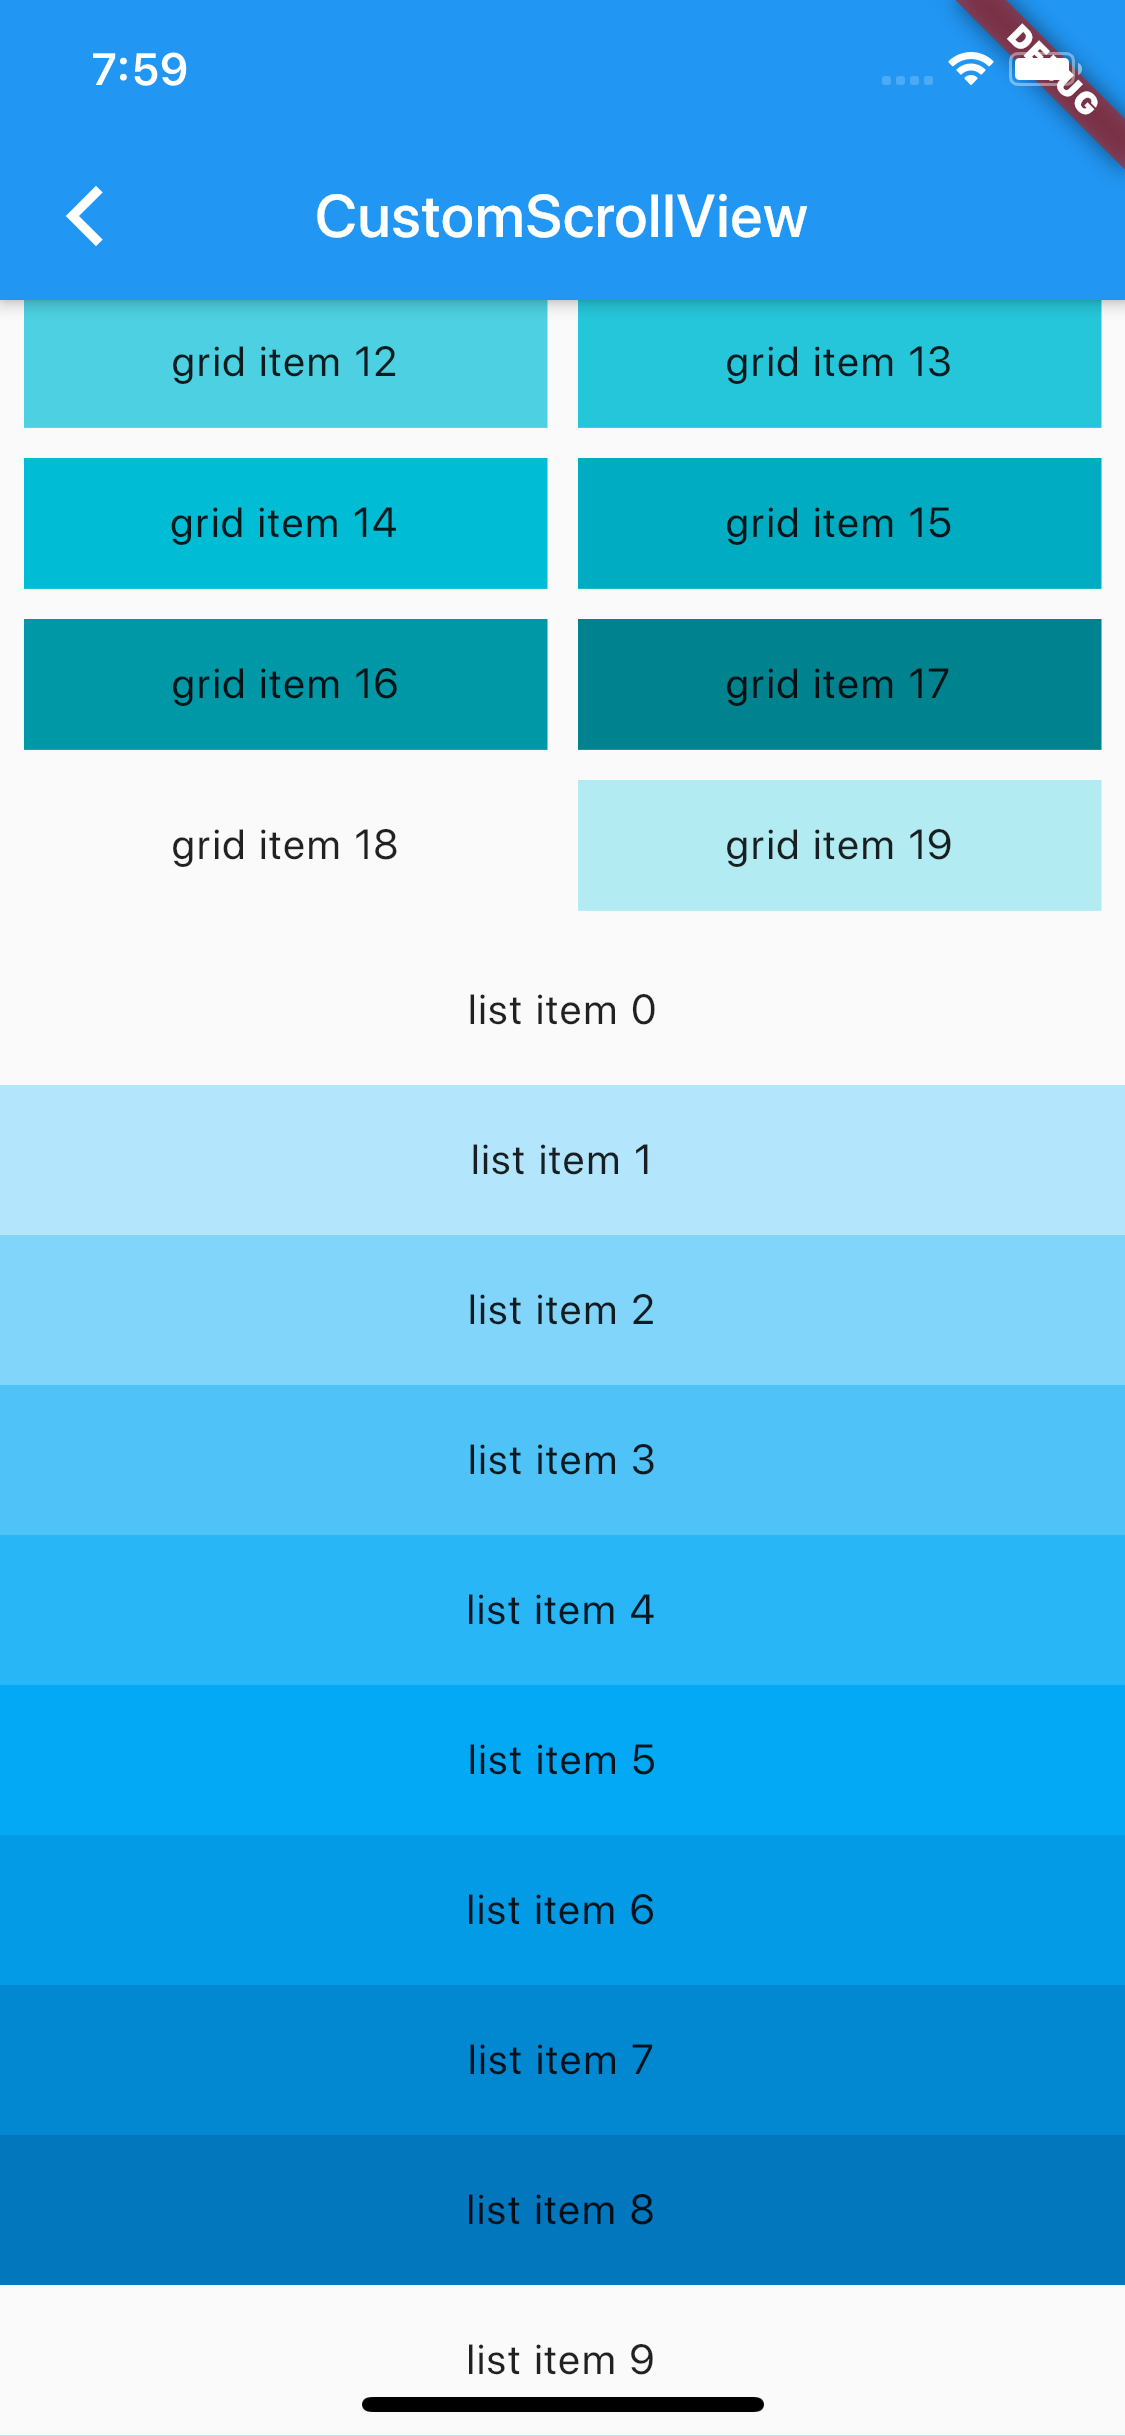 7:59
DEBUG
CustomScrollView
grid item 12 grid item 13
grid item 14 grid item 15
grid item 16 grid item 17
grid item 18 grid item 19
list item 0
list item 1
list item 2
list item 3
list item 4
list item 5
list item 6
list item 7
list item 8
list item 9